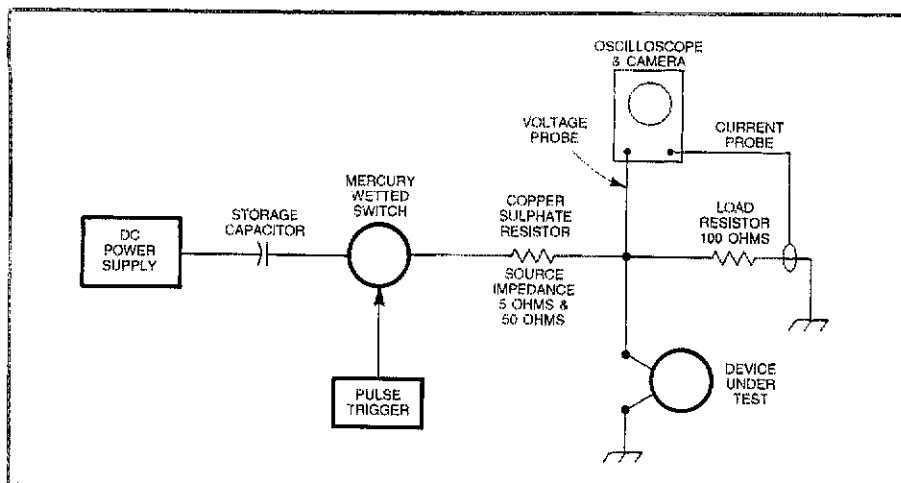 OSCILLOSCOPE
& CAMERA
VOLTAGE
PROBE
CURRENT
PROBE
MERCURY
WETTED
SWITCH
STORAGE
CAPACITOR
COPPER
SULPHATE
RESISTOR
LOAD
RESISTOR
100 OHMS
DC
POWER
SUPPLY
SOURCE
IMPEDANCE
5 OHMS &
50 OHMS
DEVICE
UNDER
TEST
PULSE
TRIGGER